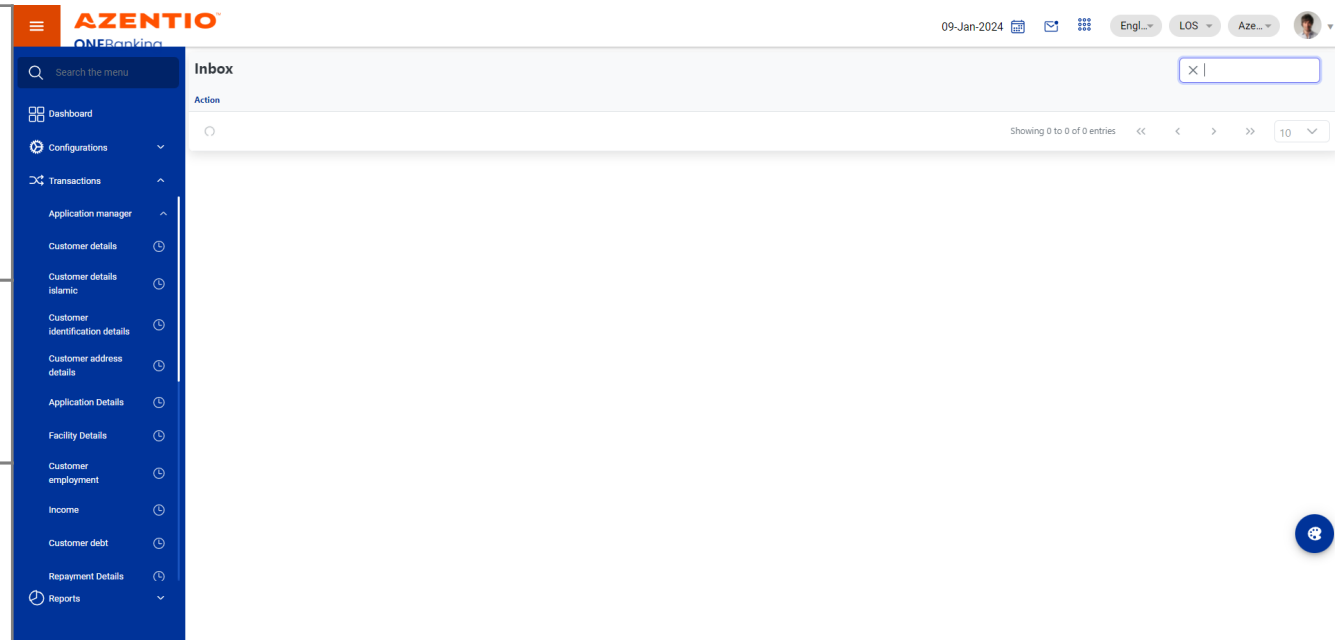 AZENTIO
ONEBanking
09-Jan-2024
Engl...
LOS
Aze...
Search the menu
Inbox
Action
Showing 0 to 0 of 0 entries
10
Dashboard
Configurations
Transactions
Application manager
Customer details
Customer details
islamic
Customer
identification details
Customer address
details
Application Details
Facility Details
Customer
employment
Income
Customer debt
Repayment Details
Reports